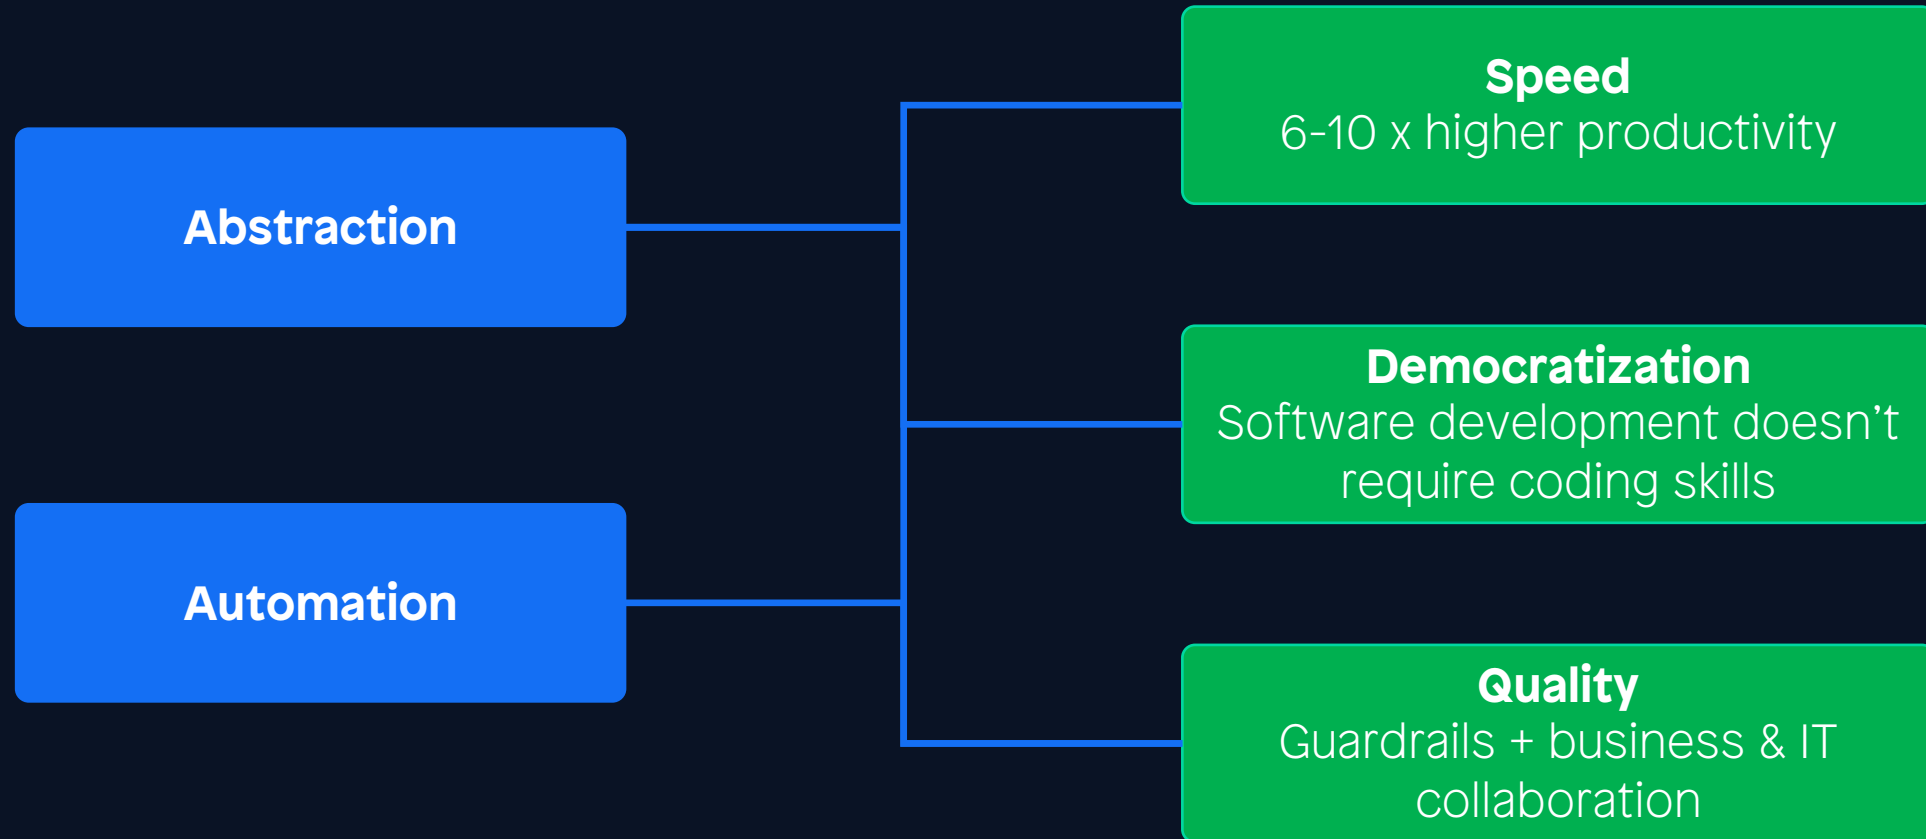 Abstraction
Automation
Speed
6-10 x higher productivity
Democratization
Software development doesn’t
require coding skills
Quality
Guardrails + business & IT
collaboration